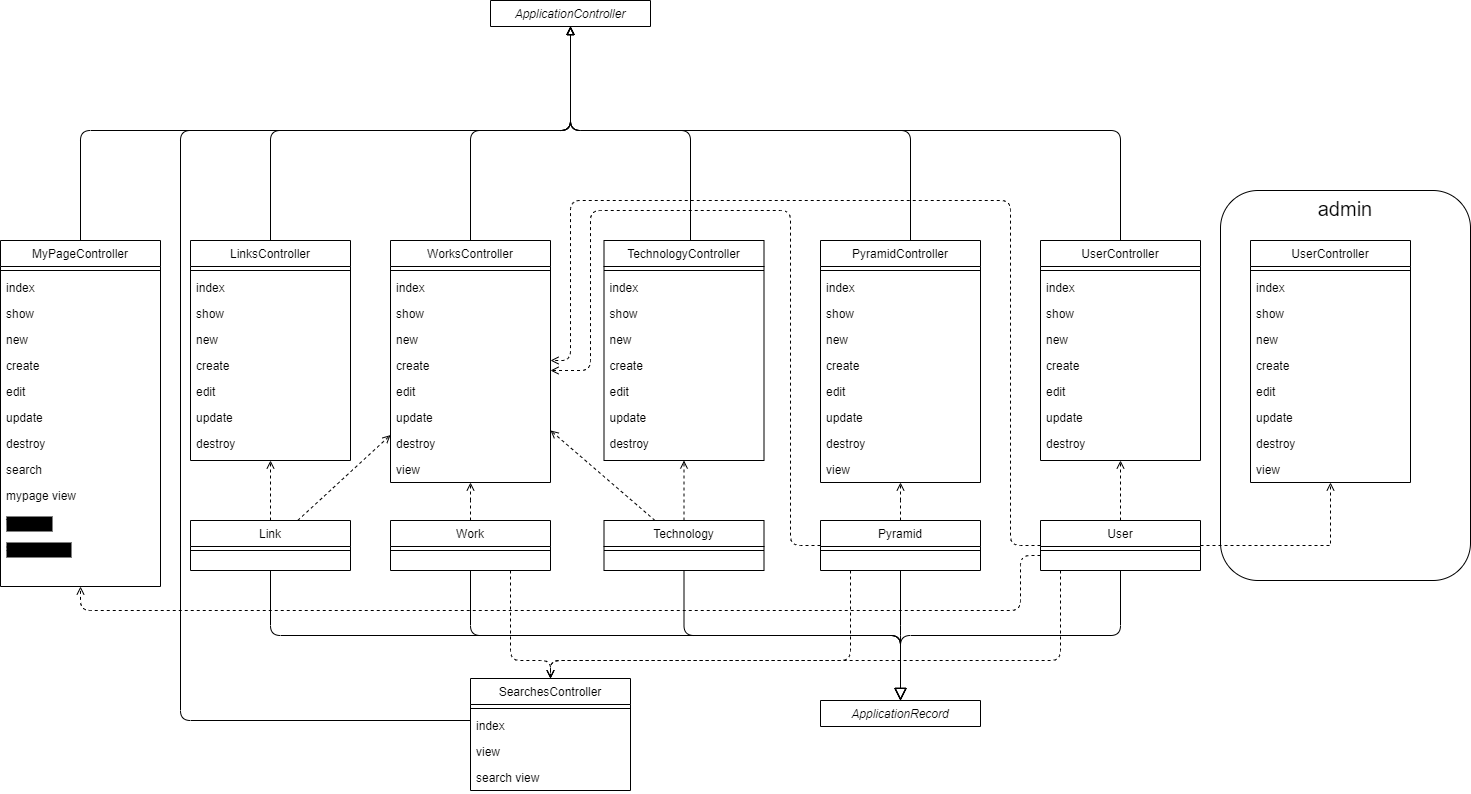 ApplicationController
admin
MyPageController
index
show
new
create
edit
update
destroy
search
mypage view
LinksController
index
show
new
create
edit
update
destroy
WorksController
index
show
new
create
edit
update
destroy
view
TechnologyController
index
show
new
create
edit
update
destroy
PyramidController
index
show
new
create
edit
update
destroy
view
UserController
index
show
new
create
edit
update
destroy
UserController
index
show
new
create
edit
update
destroy
view
Link
Work
Technology
Pyramid
User
SearchesController
index
view
search view
ApplicationRecord